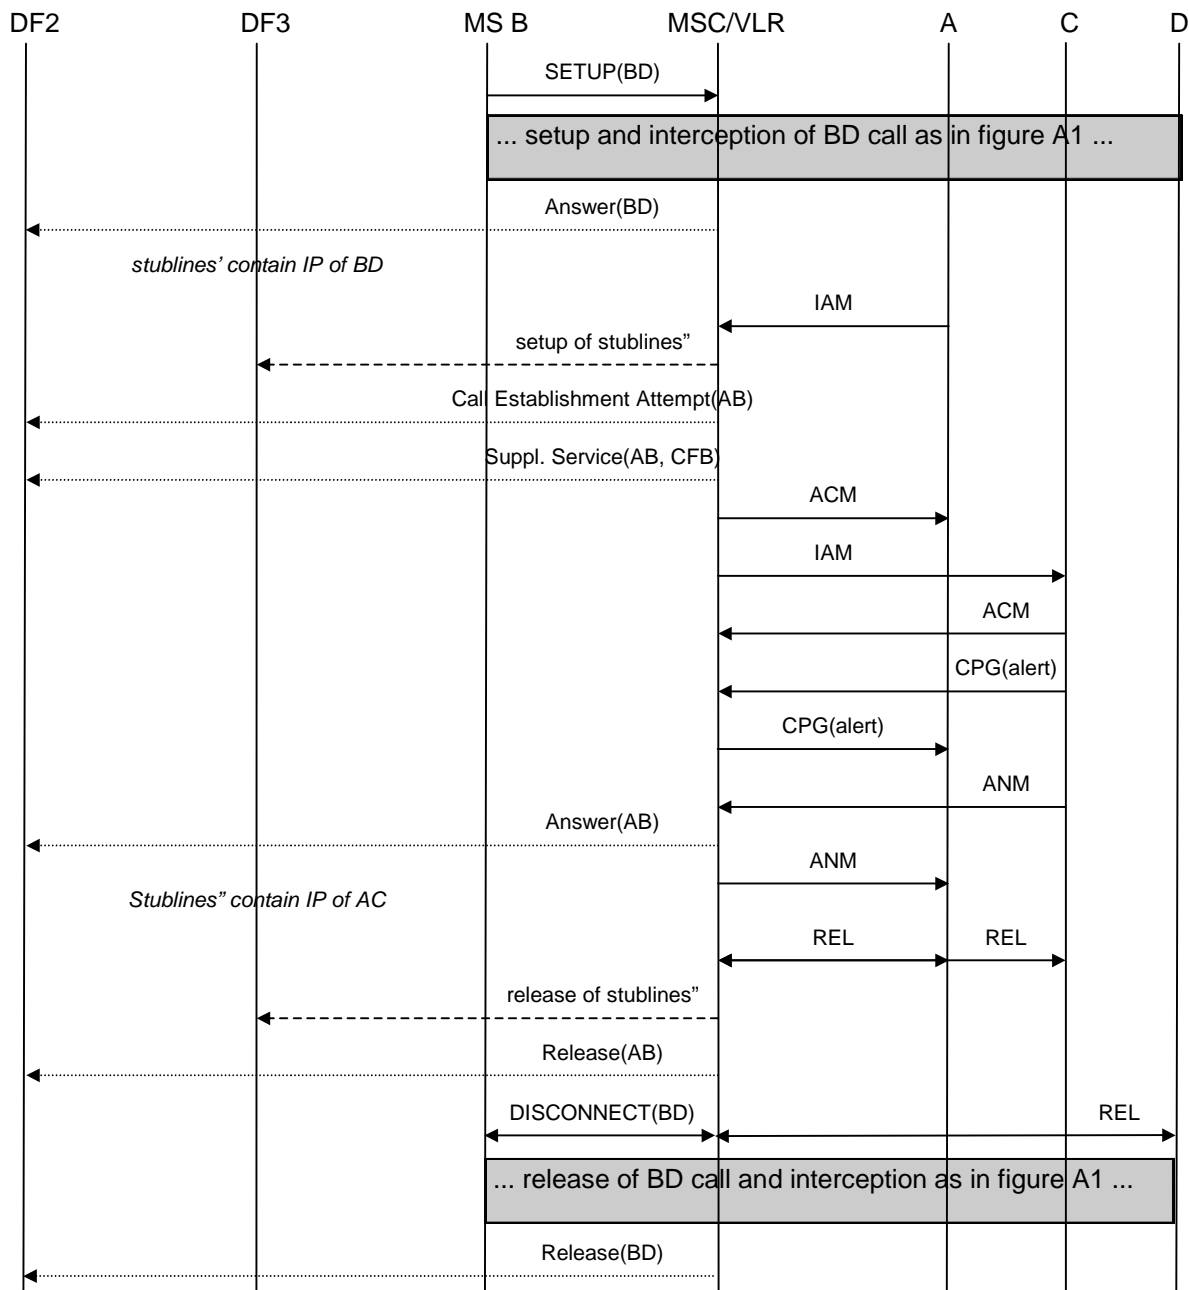 DF2 DF3 MS B MSC/VLR A C D
SETUP(BD)
... setup and interception of BD call as in figure A1 ...
Answer(BD)
stublines’ contain IP of BD
IAM
setup of stublines”
Call Establishment Attempt(AB)
Suppl. Service(AB, CFB)
ACM
IAM
ACM
CPG(alert)
CPG(alert)
ANM
Answer(AB)
ANM
Stublines” contain IP of AC
REL REL
release of stublines”
Release(AB)
DISCONNECT(BD) REL
... release of BD call and interception as in figure A1 ...
Release(BD)